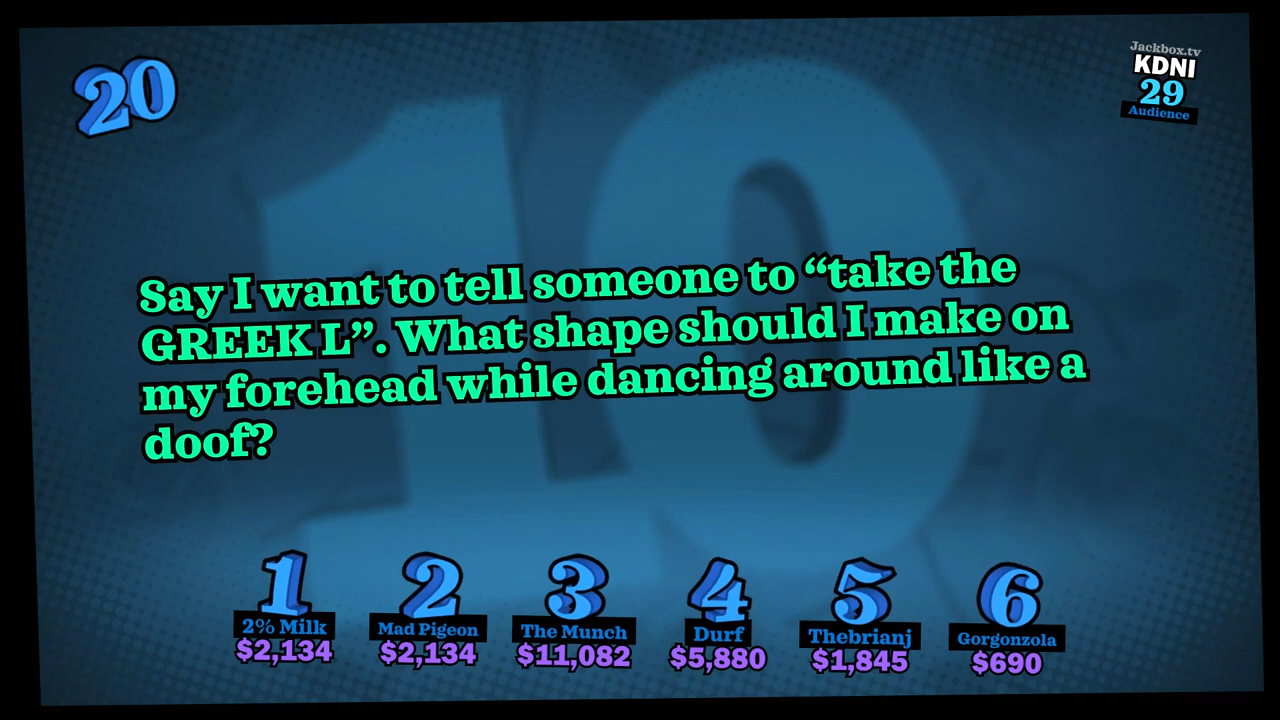 20
Jackbox.tv
KDNI
29
Audience
10
Say I want to tell someone to “take the
GREEK L”. What shape should I make on
my forehead while dancing around like a
doof?
1 2 3 4 5 6
2% Milk Mad Pigeon The Munch Durf Thebrianj Gorgonzola
$2,134 $2,134 $11,082 $5,880 $1,845 $690